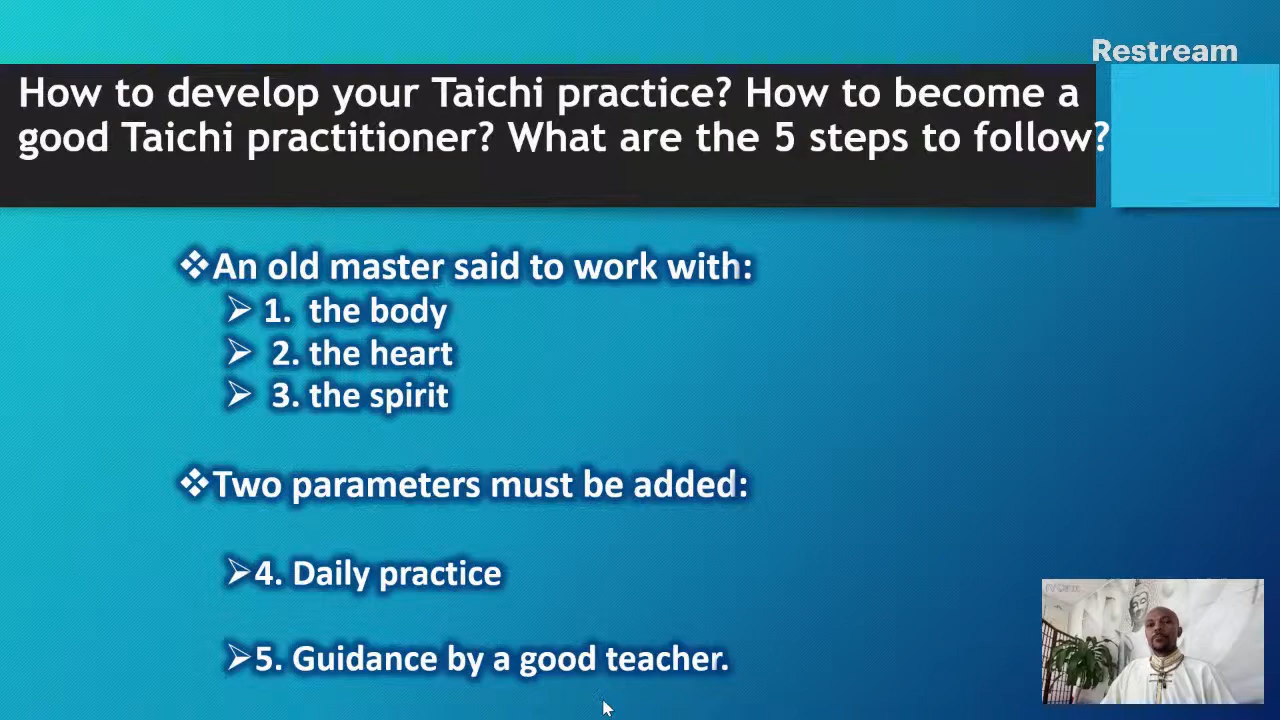 Restream
How to develop your Taichi practice? How to become a
good Taichi practitioner? What are the 5 steps to follow?
❖An old master said to work with:
➢ 1. the body
➢ 2. the heart
➢ 3. the spirit
❖Two parameters must be added:
➢4. Daily practice
➢5. Guidance by a good teacher.